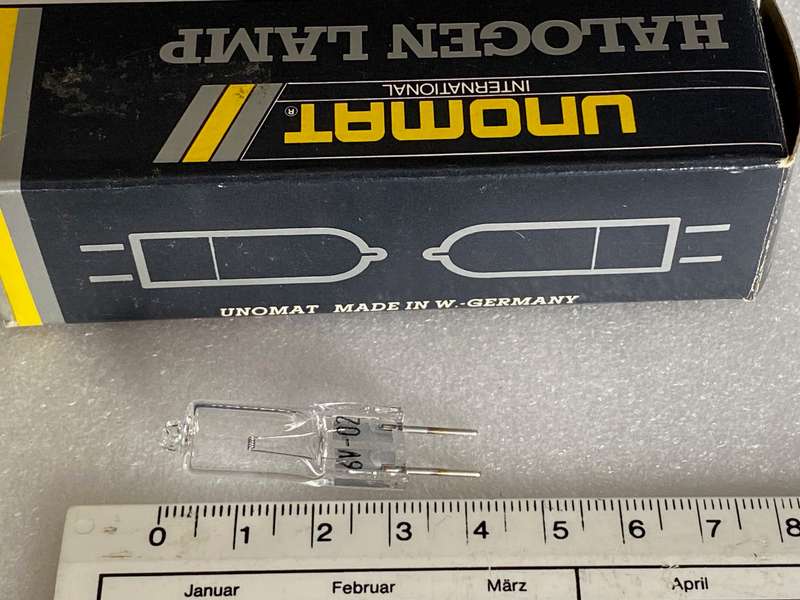 HALOGEN LAMP
INTERNATIONAL
UNOMAT®
UNOMAT MADE IN W.-GERMANY
6V-02
0 1 2 3 4 5 6 7 8
Januar Februar März April